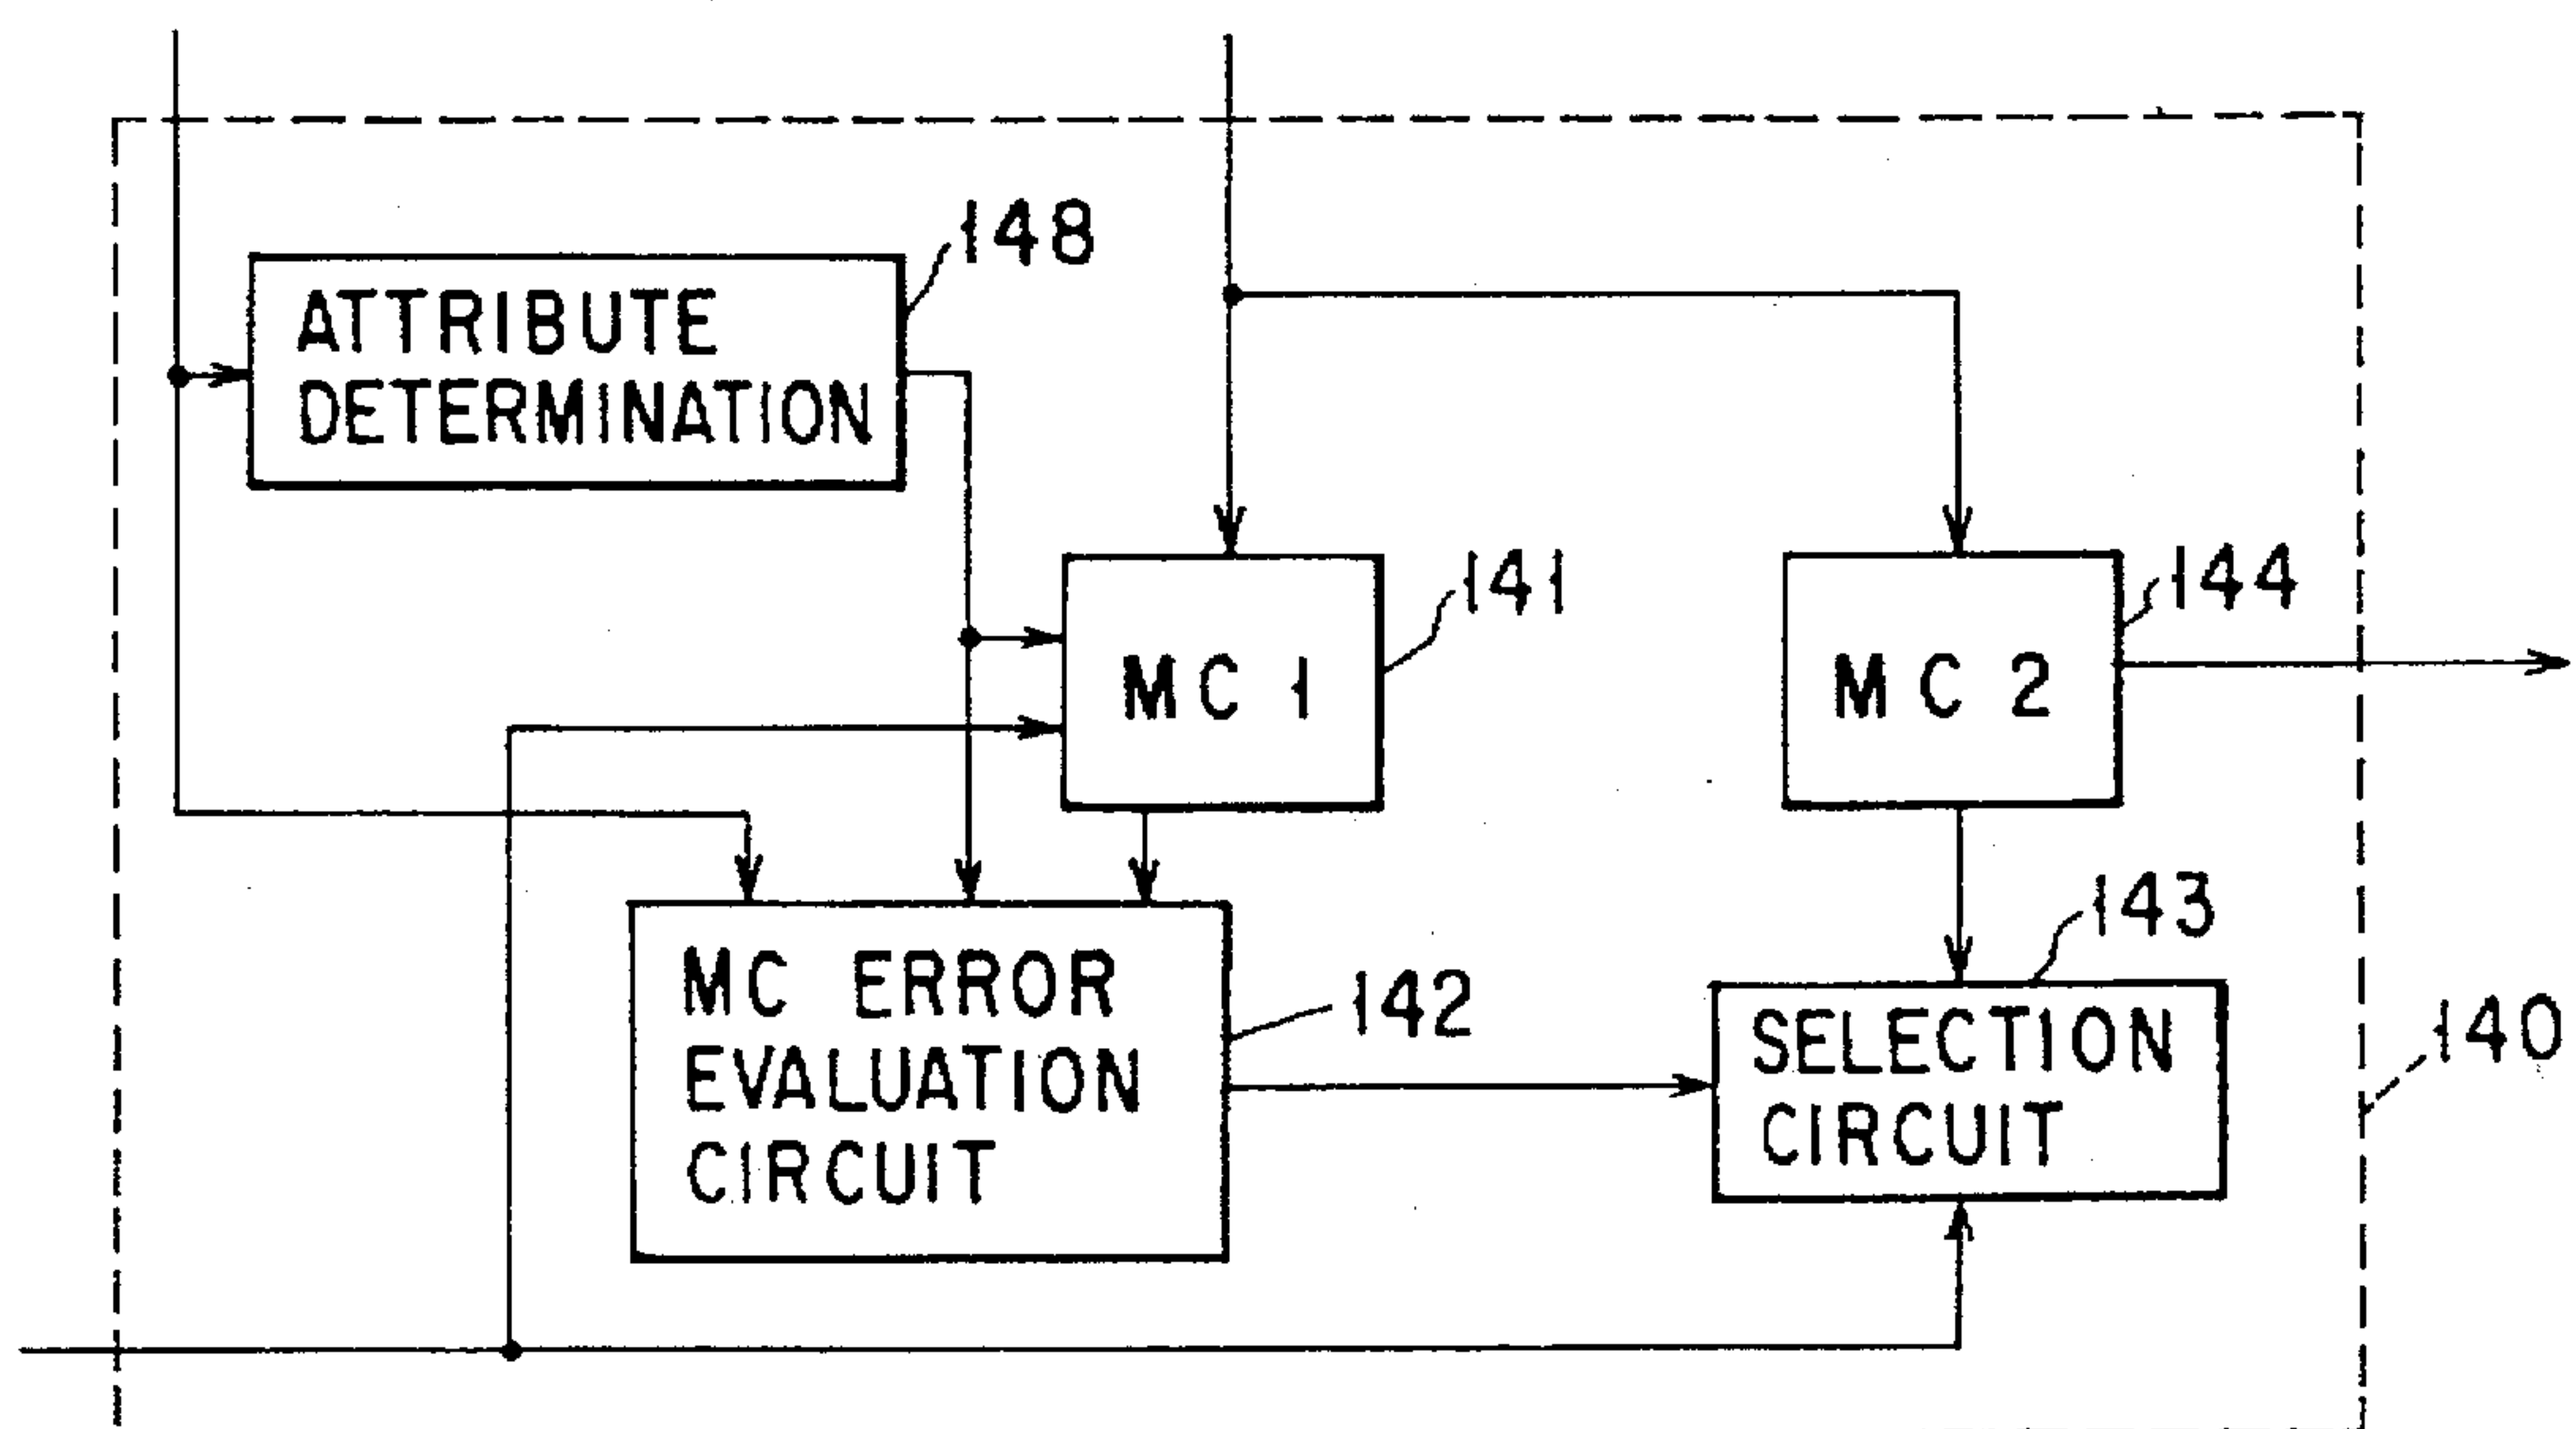 148
ATTRIBUTE
DETERMINATION
141
MC 1
144
MC 2
143
142
MC ERROR
EVALUATION
CIRCUIT
SELECTION
CIRCUIT
140